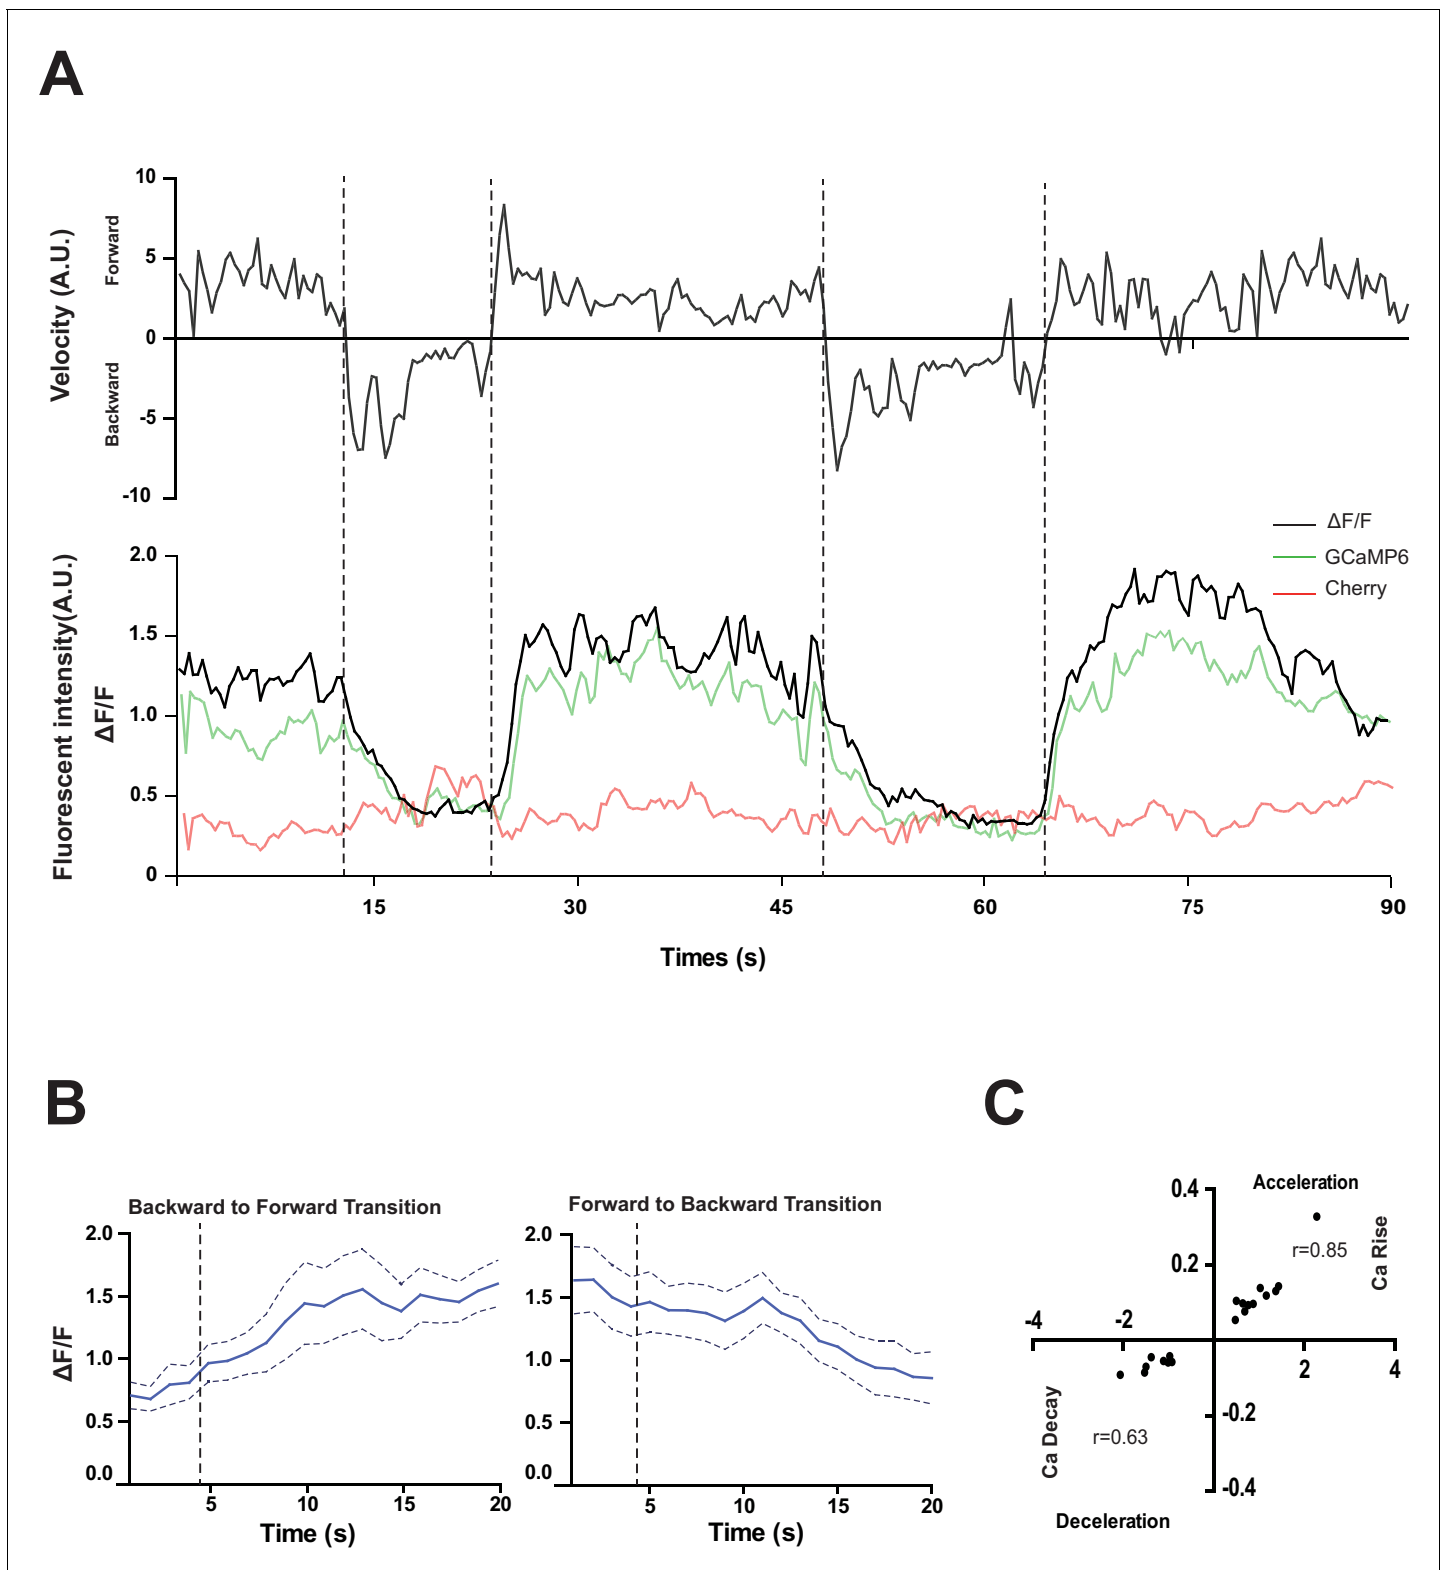 A
Velocity (A.U.)
Backward Forward
10
5
0
-5
-10
ΔF/F
GCaMP6
Cherry
Fluorescent intensity(A.U.)
ΔF/F
2.0
1.5
1.0
0.5
0
15 30 45 60 75 90
Times (s)
B
Backward to Forward Transition
ΔF/F
2.0
1.5
1.0
0.5
0.0
5 10 15 20
Time (s)
Forward to Backward Transition
2.0
1.5
1.0
0.5
0.0
5 10 15 20
Time (s)
C
Acceleration
Ca Rise
0.4
r=0.85
0.2
-4 -2
2 4
-0.2
r=0.63
Ca Decay
-0.4
Deceleration